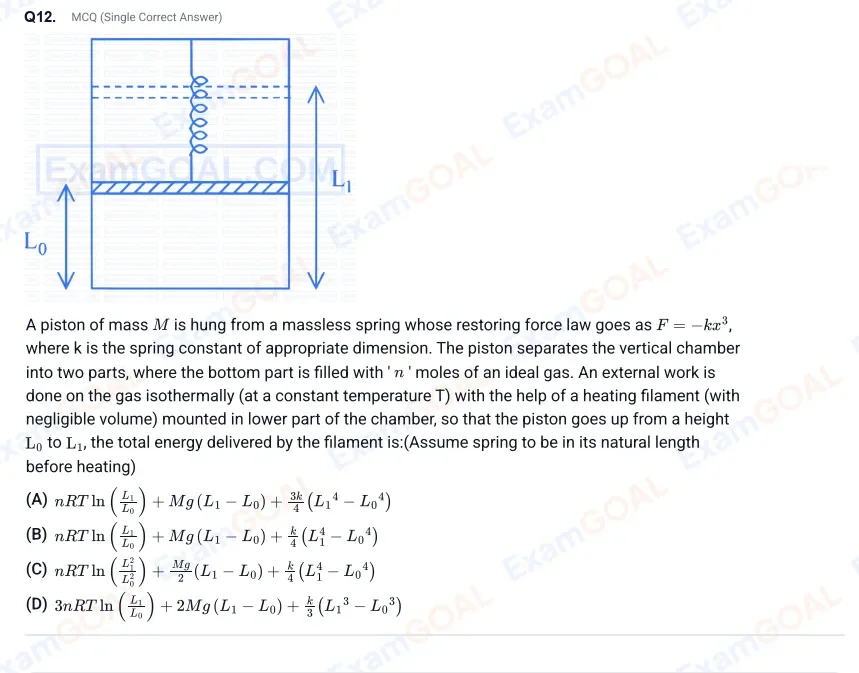 Q12. MCQ (Single Correct Answer)
ExamGOAL.COM
L₁
L₀
A piston of mass M is hung from a massless spring whose restoring force law goes as F = −kx³,
where k is the spring constant of appropriate dimension. The piston separates the vertical chamber
into two parts, where the bottom part is filled with ' n ' moles of an ideal gas. An external work is
done on the gas isothermally (at a constant temperature T) with the help of a heating filament (with
negligible volume) mounted in lower part of the chamber, so that the piston goes up from a height
L₀ to L₁, the total energy delivered by the filament is:(Assume spring to be in its natural length
before heating)
(A) nRT ln (L₁/L₀) + Mg (L₁ − L₀) + 3k/4 (L₁⁴ − L₀⁴)
(B) nRT ln (L₁/L₀) + Mg (L₁ − L₀) + k/4 (L₁⁴ − L₀⁴)
(C) nRT ln (L₁²/L₀²) + Mg/2 (L₁ − L₀) + k/4 (L₁⁴ − L₀⁴)
(D) 3nRT ln (L₁/L₀) + 2Mg (L₁ − L₀) + k/3 (L₁³ − L₀³)